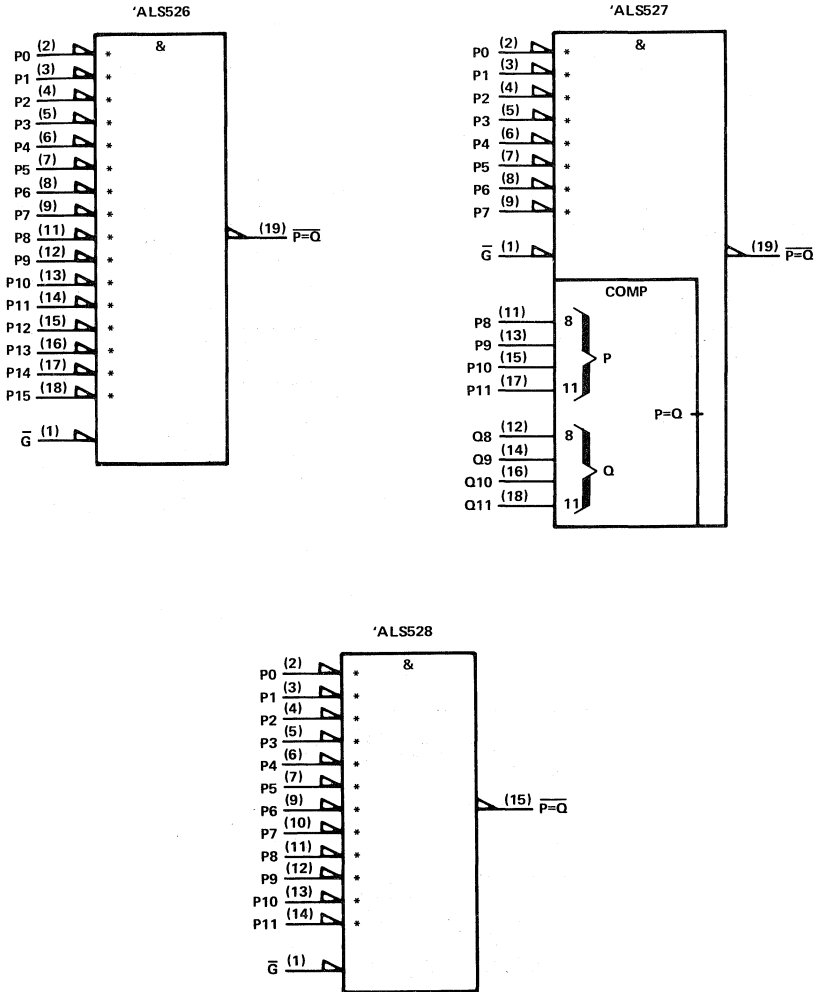 'ALS526
&
P0 (2) *
P1 (3) *
P2 (4) *
P3 (5) *
P4 (6) *
P5 (7) *
P6 (8) *
P7 (9) *
P8 (11) *
P9 (12) *
P10 (13) *
P11 (14) *
P12 (15) *
P13 (16) *
P14 (17) *
P15 (18) *
G̅ (1)
(19) P̅=̅Q̅
'ALS527
&
P0 (2) *
P1 (3) *
P2 (4) *
P3 (5) *
P4 (6) *
P5 (7) *
P6 (8) *
P7 (9) *
G̅ (1)
(19) P̅=̅Q̅
COMP
P8 (11) 8
P9 (13)
P10 (15)
P11 (17) 11
P
P=Q
Q8 (12) 8
Q9 (14)
Q10 (16)
Q11 (18) 11
Q
'ALS528
&
P0 (2) *
P1 (3) *
P2 (4) *
P3 (5) *
P4 (6) *
P5 (7) *
P6 (9) *
P7 (10) *
P8 (11) *
P9 (12) *
P10 (13) *
P11 (14) *
G̅ (1)
(15) P̅=̅Q̅